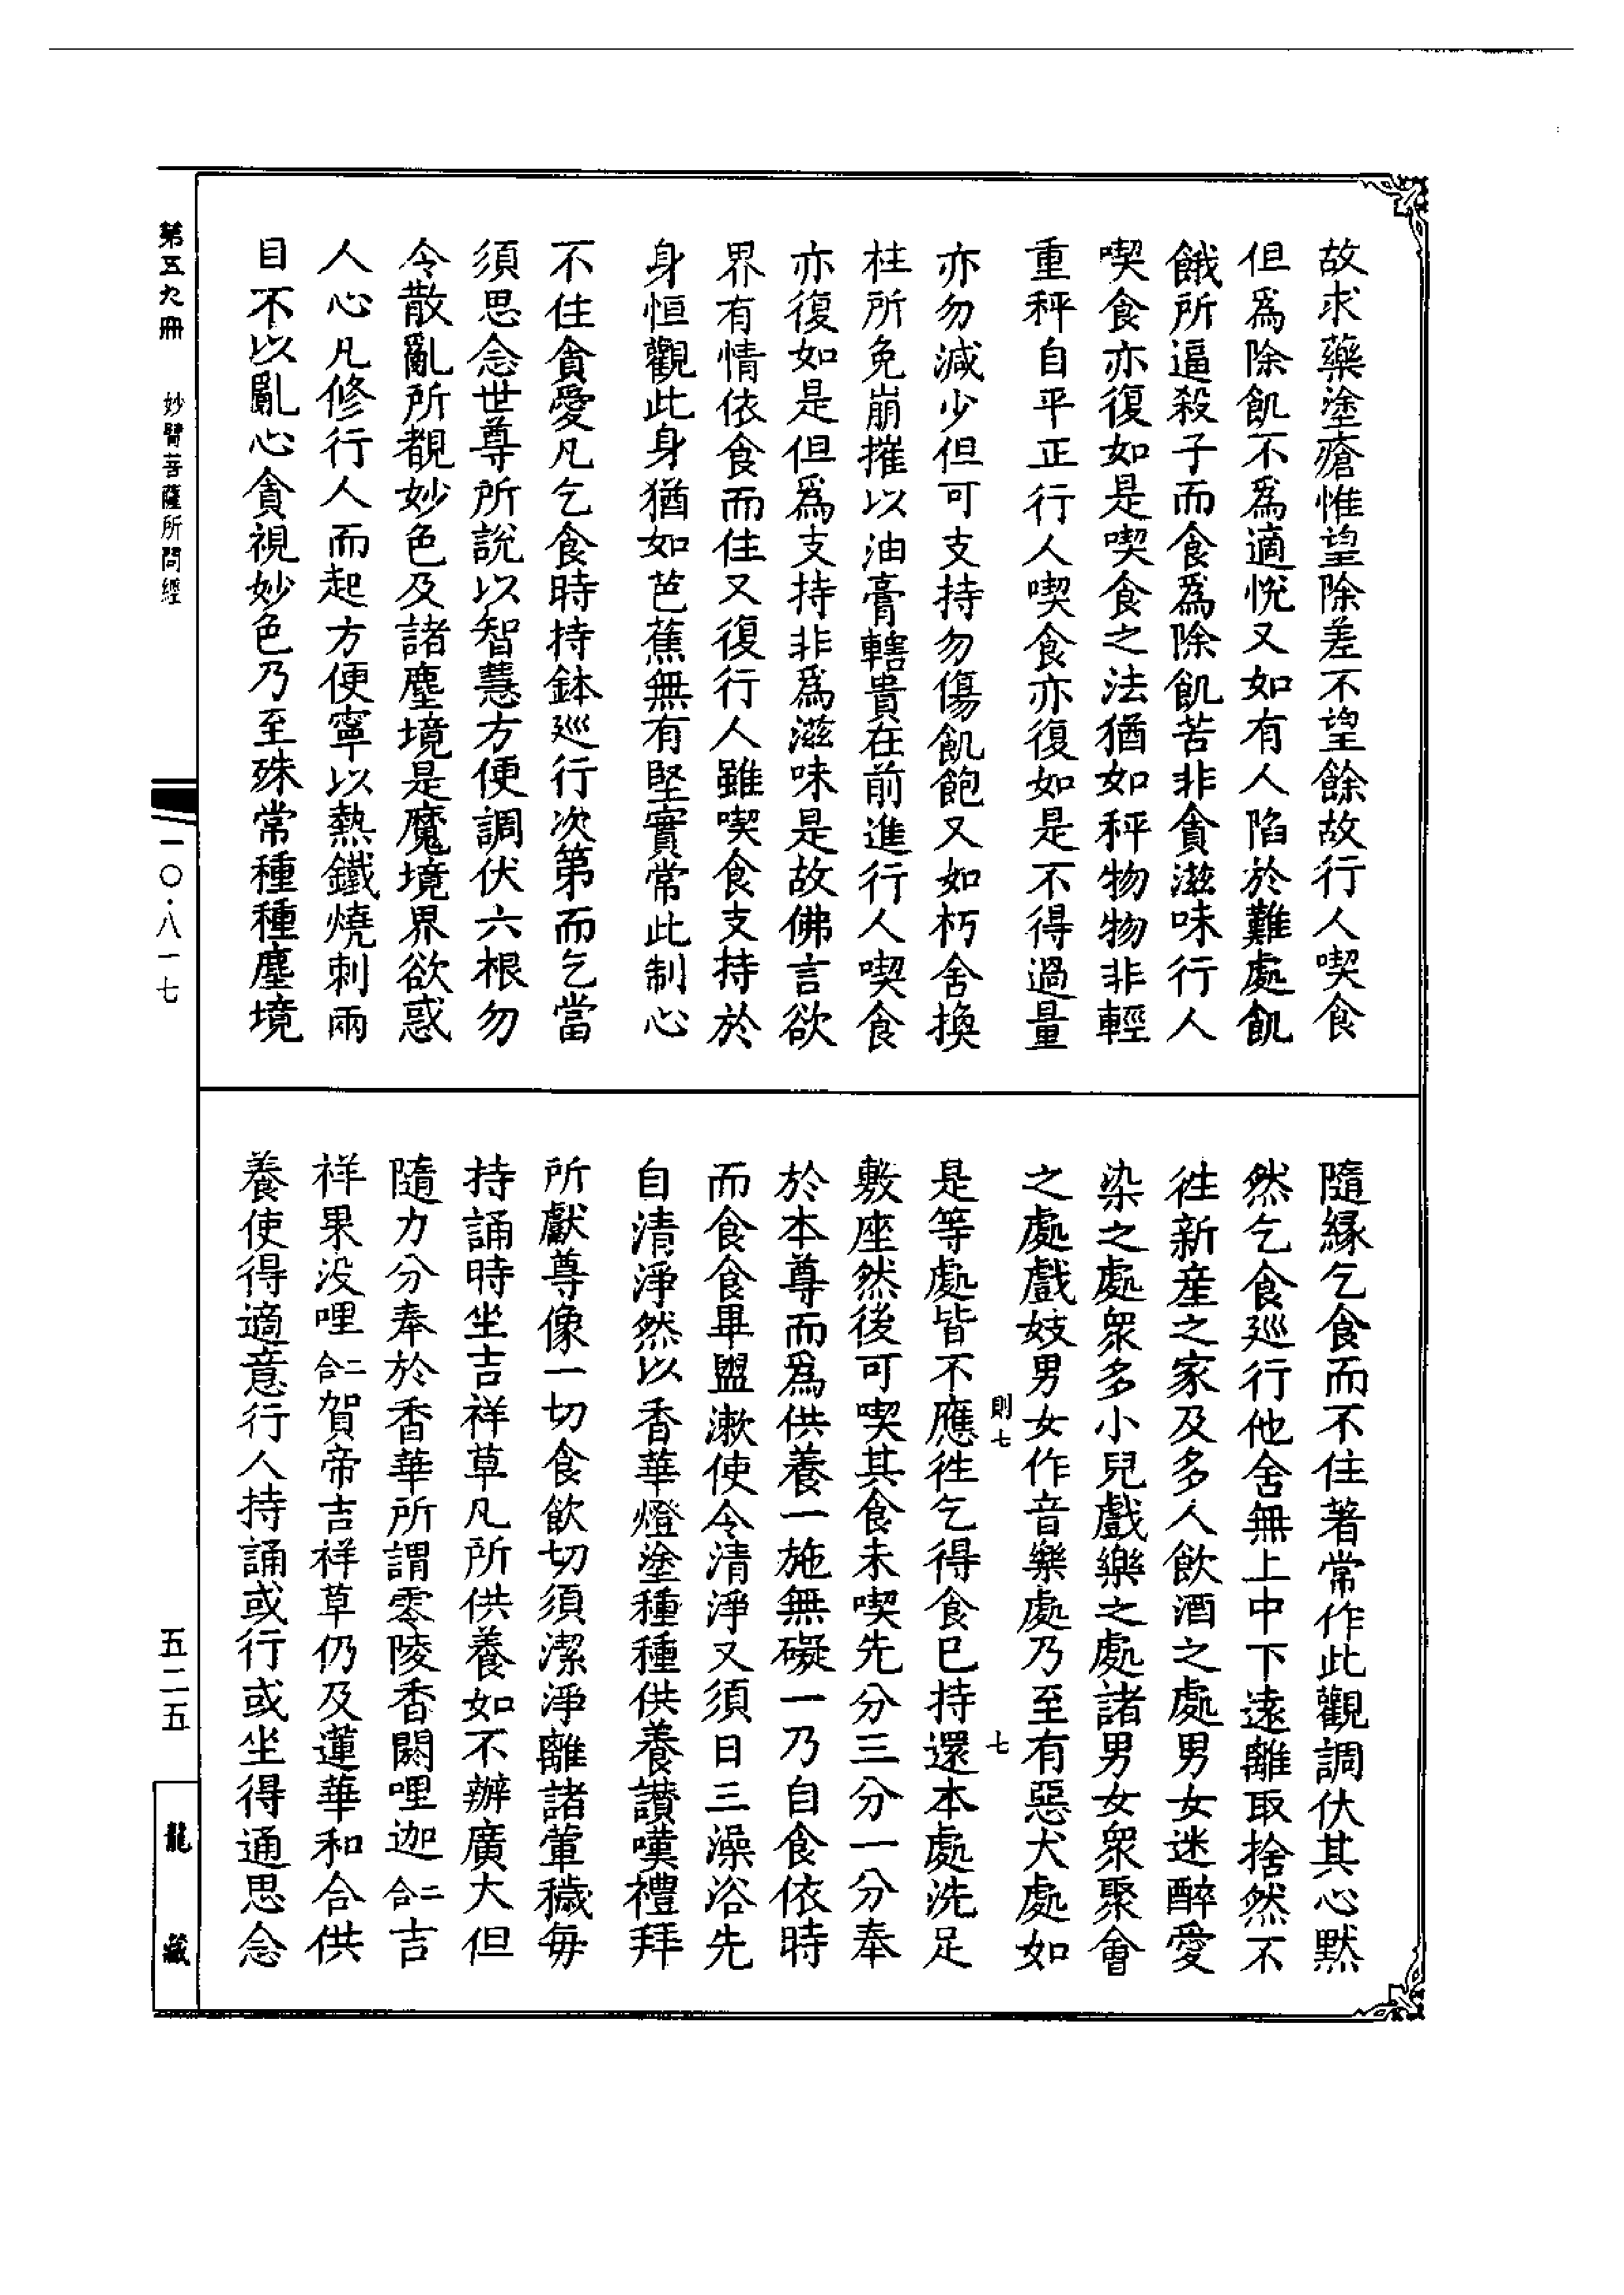 故求藥塗瘡惟望除差不望餘故行人喫食
但爲除飢不爲適悅又如有人陷於難處飢
餓所逼殺子而食爲除飢苦非貪滋味行人
喫食亦復如是喫食之法猶如秤物物非輕
重秤自平正行人喫食亦復如是不得過量
亦勿減少但可支持勿傷飢飽又如朽舍換
柱所免崩摧以油膏轄貴在前進行人喫食
亦復如是但爲支持非爲滋味是故佛言欲
界有情依食而住又復行人雖喫食支持於
身恒觀此身猶如芭蕉無有堅實常此制心
不住貪愛凡乞食時持鉢巡行次第而乞當
須思念世尊所說以智慧方便調伏六根勿
令散亂所覩妙色及諸塵境是魔境界欲惑
人心凡修行人而起方便寧以熱鐵燒刺兩
目不以亂心貪視妙色乃至殊常種種塵境
隨緣乞食而不住著常作此觀調伏其心默
然乞食巡行他舍無上中下遠離取捨然不
徃新產之家及多人飲酒之處男女迷醉愛
染之處眾多小兒戲樂之處諸男女眾聚會
之處戲妓男女作音樂處乃至有惡犬處如
則七 七
是等處皆不應徃乞得食已持還本處洗足
敷座然後可喫其食未喫先分三分一分奉
於本尊而爲供養一施無礙一乃自食依時
而食食畢盥漱使令清淨又須日三澡浴先
自清淨然以香華燈塗種種供養讚嘆禮拜
所獻尊像一切食飲切須潔淨離諸葷穢每
持誦時坐吉祥草凡所供養如不辦廣大但
隨力分奉於香華所謂零陵香閼哩迦二合吉
祥果没哩二合賀帝吉祥草仍及蓮華和合供
養使得適意行人持誦或行或坐得通思念
第五九冊 妙臂菩薩所問經
一〇·八一七
五二五
龍藏